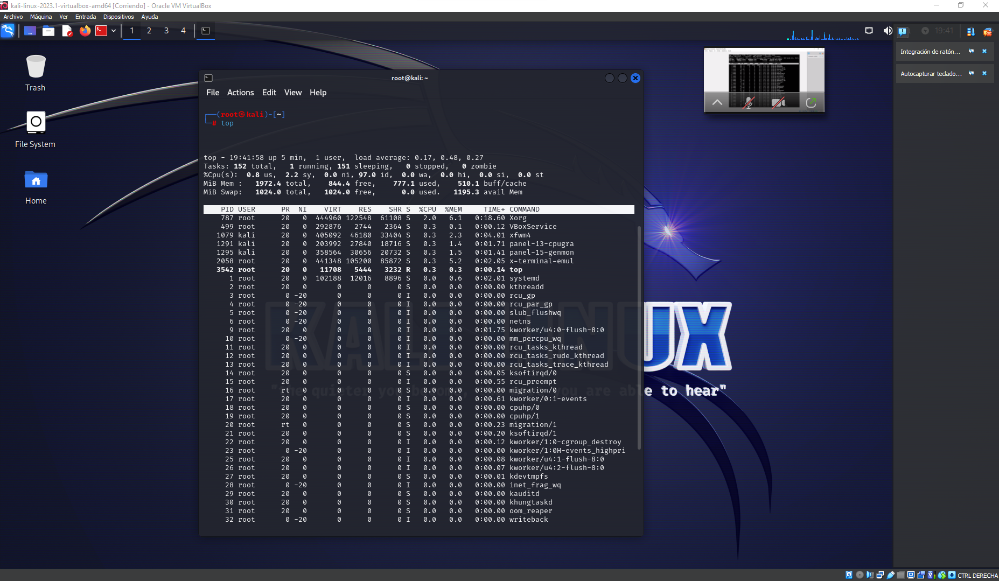 kali-linux-2023.1-virtualbox-amd64 [Corriendo] - Oracle VM VirtualBox
Archivo Máquina Ver Entrada Dispositivos Ayuda
1 2 3 4
19:41
Integración de ratón...
Autocapturar teclado...
Trash
File System
Home
root@kali: ~
File Actions Edit View Help
┌──(root㉿kali)-[~]
└─# top
top - 19:41:58 up 5 min,  1 user,  load average: 0.17, 0.48, 0.27
Tasks: 152 total,   1 running, 151 sleeping,   0 stopped,   0 zombie
%Cpu(s):  0.8 us,  2.2 sy,  0.0 ni, 97.0 id,  0.0 wa,  0.0 hi,  0.0 si,  0.0 st
MiB Mem :   1972.4 total,    844.4 free,    777.1 used,    510.1 buff/cache
MiB Swap:   1024.0 total,   1024.0 free,      0.0 used.   1195.3 avail Mem
PID USER      PR  NI    VIRT    RES    SHR S  %CPU  %MEM     TIME+ COMMAND
787 root      20   0  444960 122548  61108 S   2.0   6.1   0:18.60 Xorg
499 root      20   0  292876   2744   2364 S   0.3   0.1   0:00.12 VBoxService
1079 kali      20   0  405092  46180  33404 S   0.3   2.3   0:04.01 xfwm4
1291 kali      20   0  203992  27840  18716 S   0.3   1.4   0:01.71 panel-13-cpugra
1295 kali      20   0  358564  30656  20732 S   0.3   1.5   0:01.41 panel-15-genmon
2058 root      20   0  441348 105200  85872 S   0.3   5.2   0:02.05 x-terminal-emul
3542 root      20   0   11708   5444   3232 R   0.3   0.3   0:00.14 top
1 root      20   0  102188  12016   8896 S   0.0   0.6   0:02.01 systemd
2 root      20   0       0      0      0 S   0.0   0.0   0:00.00 kthreadd
3 root       0 -20       0      0      0 I   0.0   0.0   0:00.00 rcu_gp
4 root       0 -20       0      0      0 I   0.0   0.0   0:00.00 rcu_par_gp
5 root       0 -20       0      0      0 I   0.0   0.0   0:00.00 slub_flushwq
6 root       0 -20       0      0      0 I   0.0   0.0   0:00.00 netns
9 root      20   0       0      0      0 I   0.0   0.0   0:01.75 kworker/u4:0-flush-8:0
10 root       0 -20       0      0      0 I   0.0   0.0   0:00.00 mm_percpu_wq
11 root      20   0       0      0      0 I   0.0   0.0   0:00.00 rcu_tasks_kthread
12 root      20   0       0      0      0 I   0.0   0.0   0:00.00 rcu_tasks_rude_kthread
13 root      20   0       0      0      0 I   0.0   0.0   0:00.00 rcu_tasks_trace_kthread
14 root      20   0       0      0      0 S   0.0   0.0   0:00.05 ksoftirqd/0
15 root      20   0       0      0      0 I   0.0   0.0   0:00.55 rcu_preempt
16 root      rt   0       0      0      0 S   0.0   0.0   0:00.00 migration/0
17 root      20   0       0      0      0 I   0.0   0.0   0:00.61 kworker/0:1-events
18 root      20   0       0      0      0 S   0.0   0.0   0:00.00 cpuhp/0
19 root      20   0       0      0      0 S   0.0   0.0   0:00.00 cpuhp/1
20 root      rt   0       0      0      0 S   0.0   0.0   0:00.23 migration/1
21 root      20   0       0      0      0 S   0.0   0.0   0:00.20 ksoftirqd/1
22 root      20   0       0      0      0 I   0.0   0.0   0:00.12 kworker/1:0-cgroup_destroy
23 root       0 -20       0      0      0 I   0.0   0.0   0:00.00 kworker/1:0H-events_highpri
25 root      20   0       0      0      0 I   0.0   0.0   0:00.08 kworker/u4:1-flush-8:0
26 root      20   0       0      0      0 I   0.0   0.0   0:00.07 kworker/u4:2-flush-8:0
27 root      20   0       0      0      0 S   0.0   0.0   0:00.01 kdevtmpfs
28 root       0 -20       0      0      0 I   0.0   0.0   0:00.00 inet_frag_wq
29 root      20   0       0      0      0 S   0.0   0.0   0:00.00 kauditd
30 root      20   0       0      0      0 S   0.0   0.0   0:00.00 khungtaskd
31 root      20   0       0      0      0 S   0.0   0.0   0:00.00 oom_reaper
32 root       0 -20       0      0      0 I   0.0   0.0   0:00.00 writeback
KALI LINUX
"the quieter you become, the more you are able to hear"
CTRL DERECHA